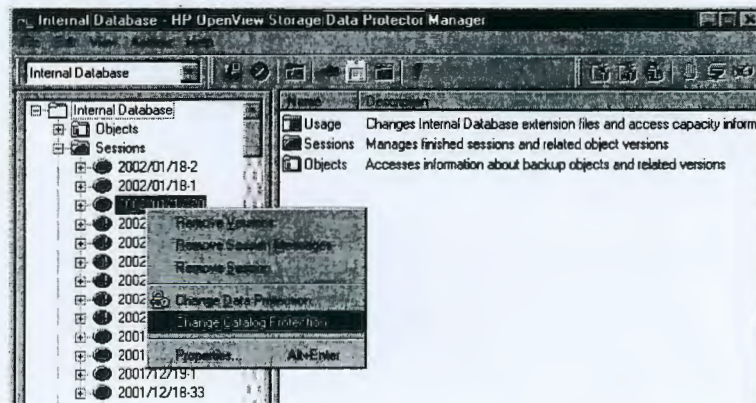 Internal Database - HP OpenView Storage Data Protector Manager
Internal Database
Name Description
Internal Database
Objects
Sessions
2002/01/18-2
2002/01/18-1
2002
2002
2002
2002
2002
2002
2001
2001
2001/12/19-1
2001/12/18-33
Usage Changes Internal Database extension files and access capacity inform
Sessions Manages finished sessions and related object versions
Objects Accesses information about backup objects and related versions
Remove Session Messages
Remove Session
Change Data Protection
Change Catalog Protection
Properties... Alt+Enter